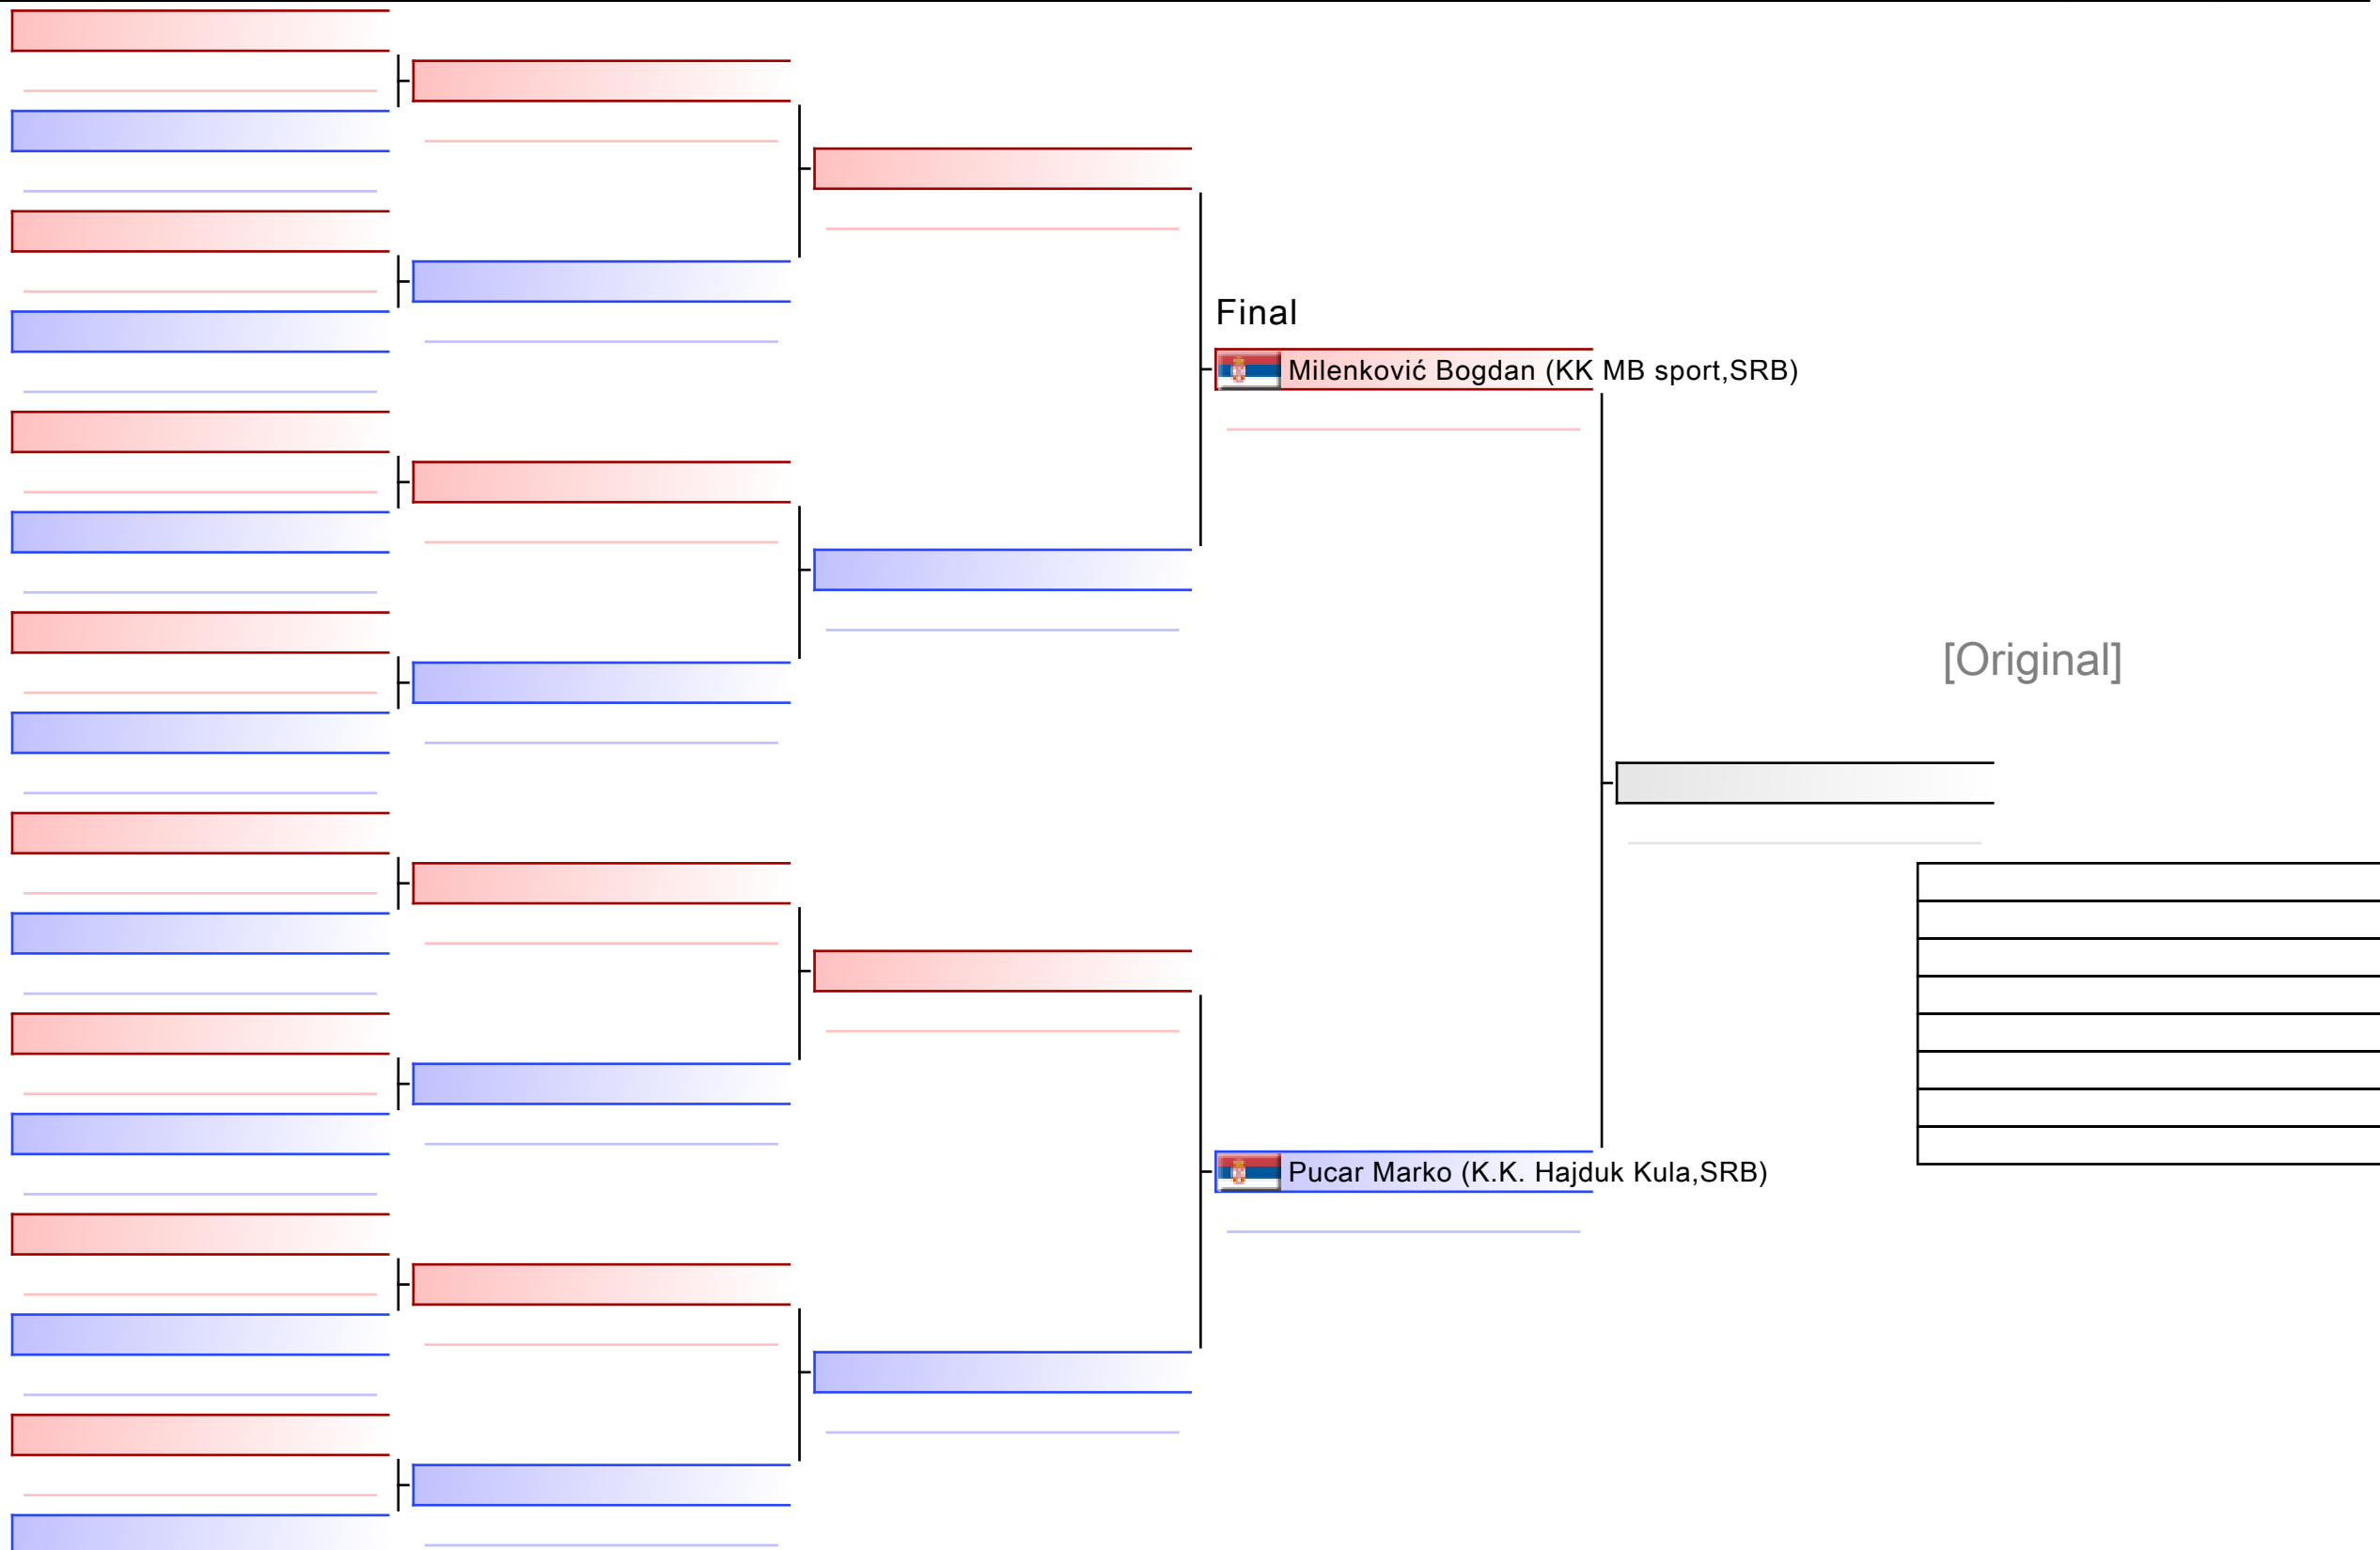 Final
Milenković Bogdan (KK MB sport,SRB)
[Original]
Pucar Marko (K.K. Hajduk Kula,SRB)